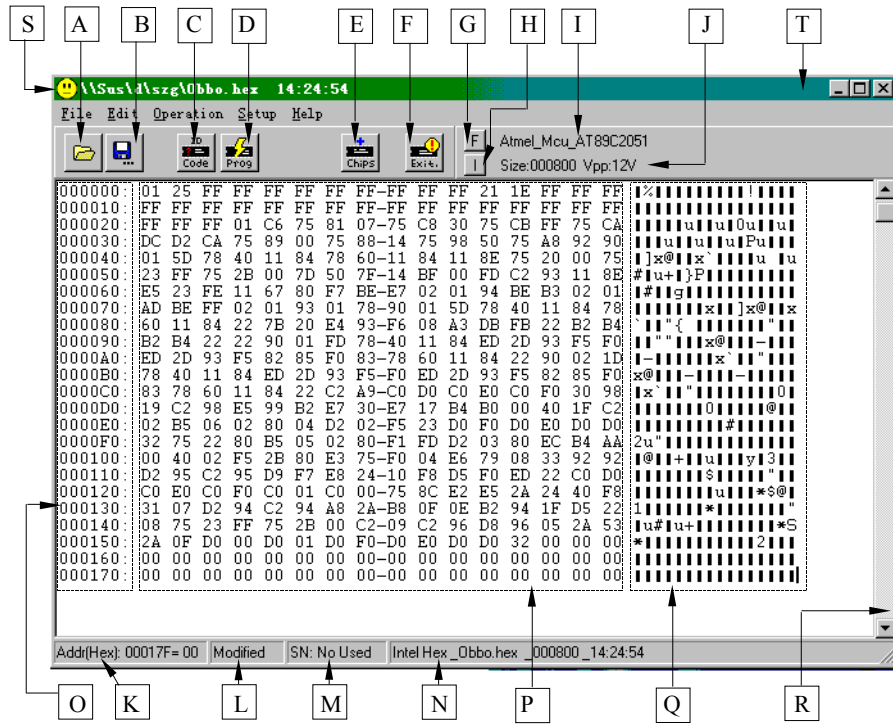 S A B C D E F G H I J T
\\Sus\d\szg\Obbo.hex 14:24:54
File Edit Operation Setup Help
ID Code Prog Chips Exit. F Atmel_Mcu_AT89C2051
I Size:000800 Vpp:12V
000000: 01 25 FF FF FF FF FF FF-FF FF FF 21 1E FF FF FF %!
000010: FF FF FF FF FF FF FF FF-FF FF FF FF FF FF FF FF
000020: FF FF FF 01 C6 75 81 07-75 C8 30 75 CB FF 75 CA u u 0u u
000030: DC D2 CA 75 89 00 75 88-14 75 98 50 75 A8 92 90 u u u Pu
000040: 01 5D 78 40 11 84 78 60-11 84 11 8E 75 20 00 75 ]x@ x` u u
000050: 23 FF 75 2B 00 7D 50 7F-14 BF 00 FD C2 93 11 8E # u+ }P
000060: E5 23 FE 11 67 80 F7 BE-E7 02 01 94 BE B3 02 01 # g
000070: AD BE FF 02 01 93 01 78-90 01 5D 78 40 11 84 78 x ]x@ x
000080: 60 11 84 22 7B 20 E4 93-F6 08 A3 DB FB 22 B2 B4 ` "{ "
000090: B2 B4 22 22 90 01 FD 78-40 11 84 ED 2D 93 F5 F0 "" x@ -
0000A0: ED 2D 93 F5 82 85 F0 83-78 60 11 84 22 90 02 1D - x` "
0000B0: 78 40 11 84 ED 2D 93 F5-F0 ED 2D 93 F5 82 85 F0 x@ - -
0000C0: 83 78 60 11 84 22 C2 A9-C0 D0 C0 E0 C0 F0 30 98 x` " 0
0000D0: 19 C2 98 E5 99 B2 E7 30-E7 17 B4 B0 00 40 1F C2 0 @
0000E0: 02 B5 06 02 80 04 D2 02-F5 23 D0 F0 D0 E0 D0 D0 #
0000F0: 32 75 22 80 B5 05 02 80-F1 FD D2 03 80 EC B4 AA 2u"
000100: 00 40 02 F5 2B 80 E3 75-F0 04 E6 79 08 33 92 92 @ + u y 3
000110: D2 95 C2 95 D9 F7 E8 24-10 F8 D5 F0 ED 22 C0 D0 $ "
000120: C0 E0 C0 F0 C0 01 C0 00-75 8C E2 E5 2A 24 40 F8 u *$@
000130: 31 07 D2 94 C2 94 A8 2A-B8 0F 0E B2 94 1F D5 22 1 * "
000140: 08 75 23 FF 75 2B 00 C2-09 C2 96 D8 96 05 2A 53 u# u+ *S
000150: 2A 0F D0 00 D0 01 D0 F0-D0 E0 D0 D0 32 00 00 00 * 2
000160: 00 00 00 00 00 00 00 00-00 00 00 00 00 00 00 00
000170: 00 00 00 00 00 00 00 00-00 00 00 00 00 00 00 00
Addr(Hex): 00017F= 00 Modified SN: No Used Intel Hex _Obbo.hex _000800 _14:24:54
O K L M N P Q R